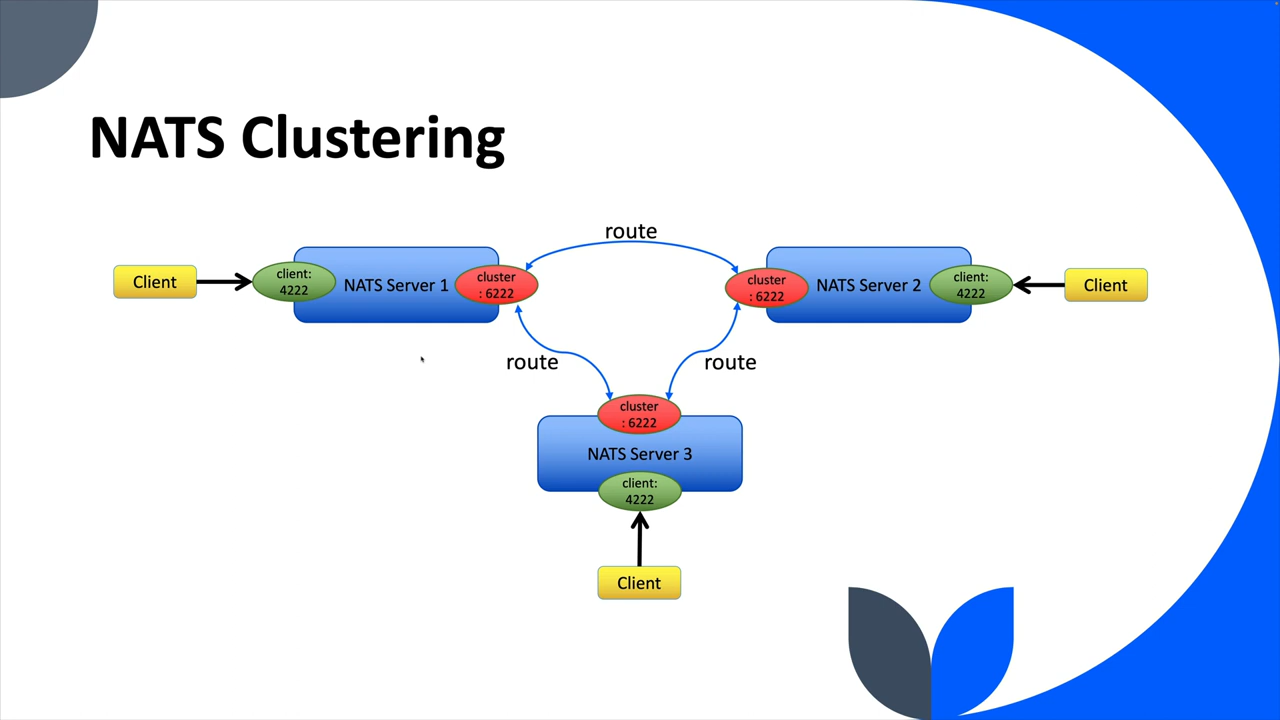 NATS Clustering
route
Client
client:
4222
NATS Server 1
cluster
: 6222
cluster
: 6222
NATS Server 2
client:
4222
Client
route
route
cluster
: 6222
NATS Server 3
client:
4222
Client